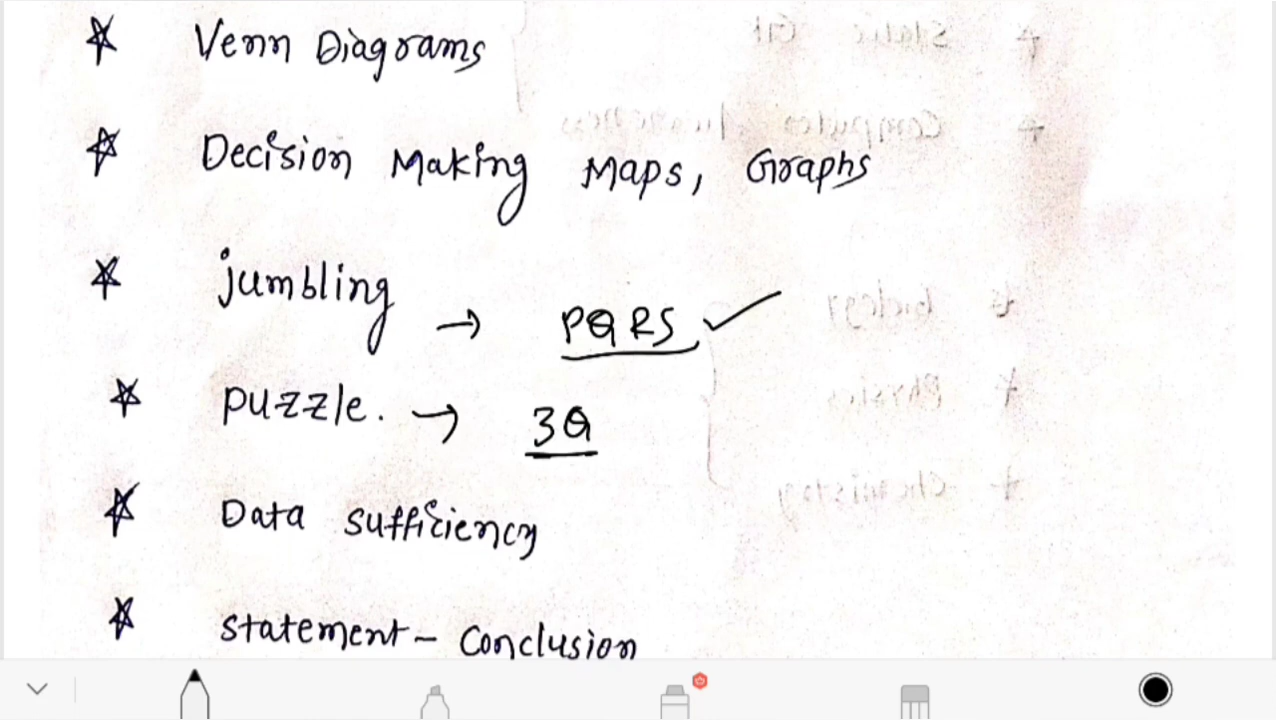 ☆ Venn Diagrams
☆ Decision Making Maps, Graphs
☆ jumbling → PQRS ✓
☆ puzzle. → 3Q
☆ Data sufficiency
☆ statement – Conclusion